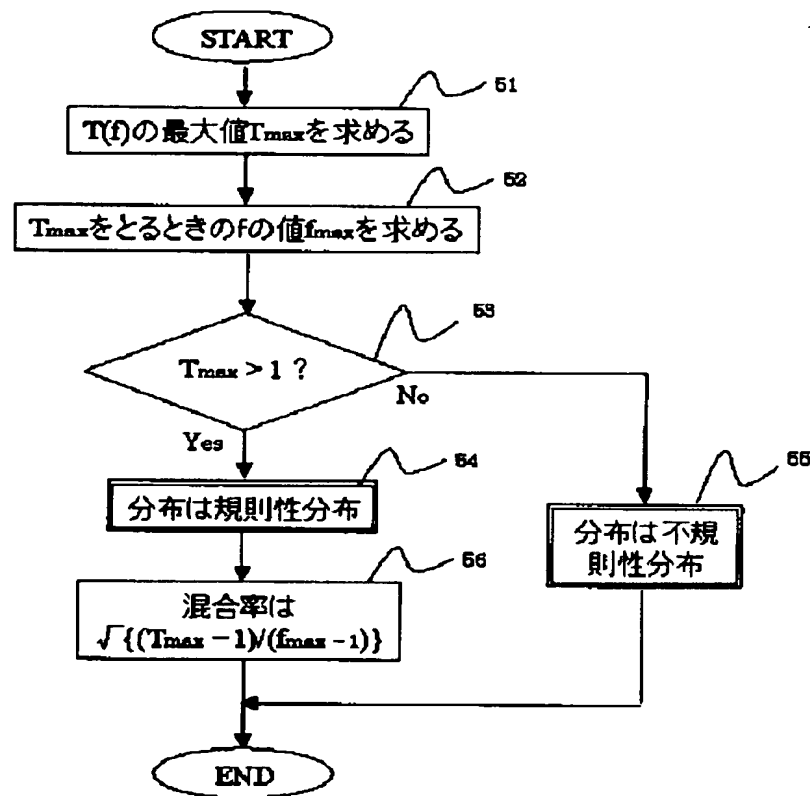 START
51
T(f)の最大値Tmaxを求める
52
Tmaxをとるときのfの値fmaxを求める
53
Tmax > 1 ?
No
Yes
54
分布は規則性分布
55
分布は不規
則性分布
56
混合率は
√{(Tmax－1)/(fmax－1)}
END